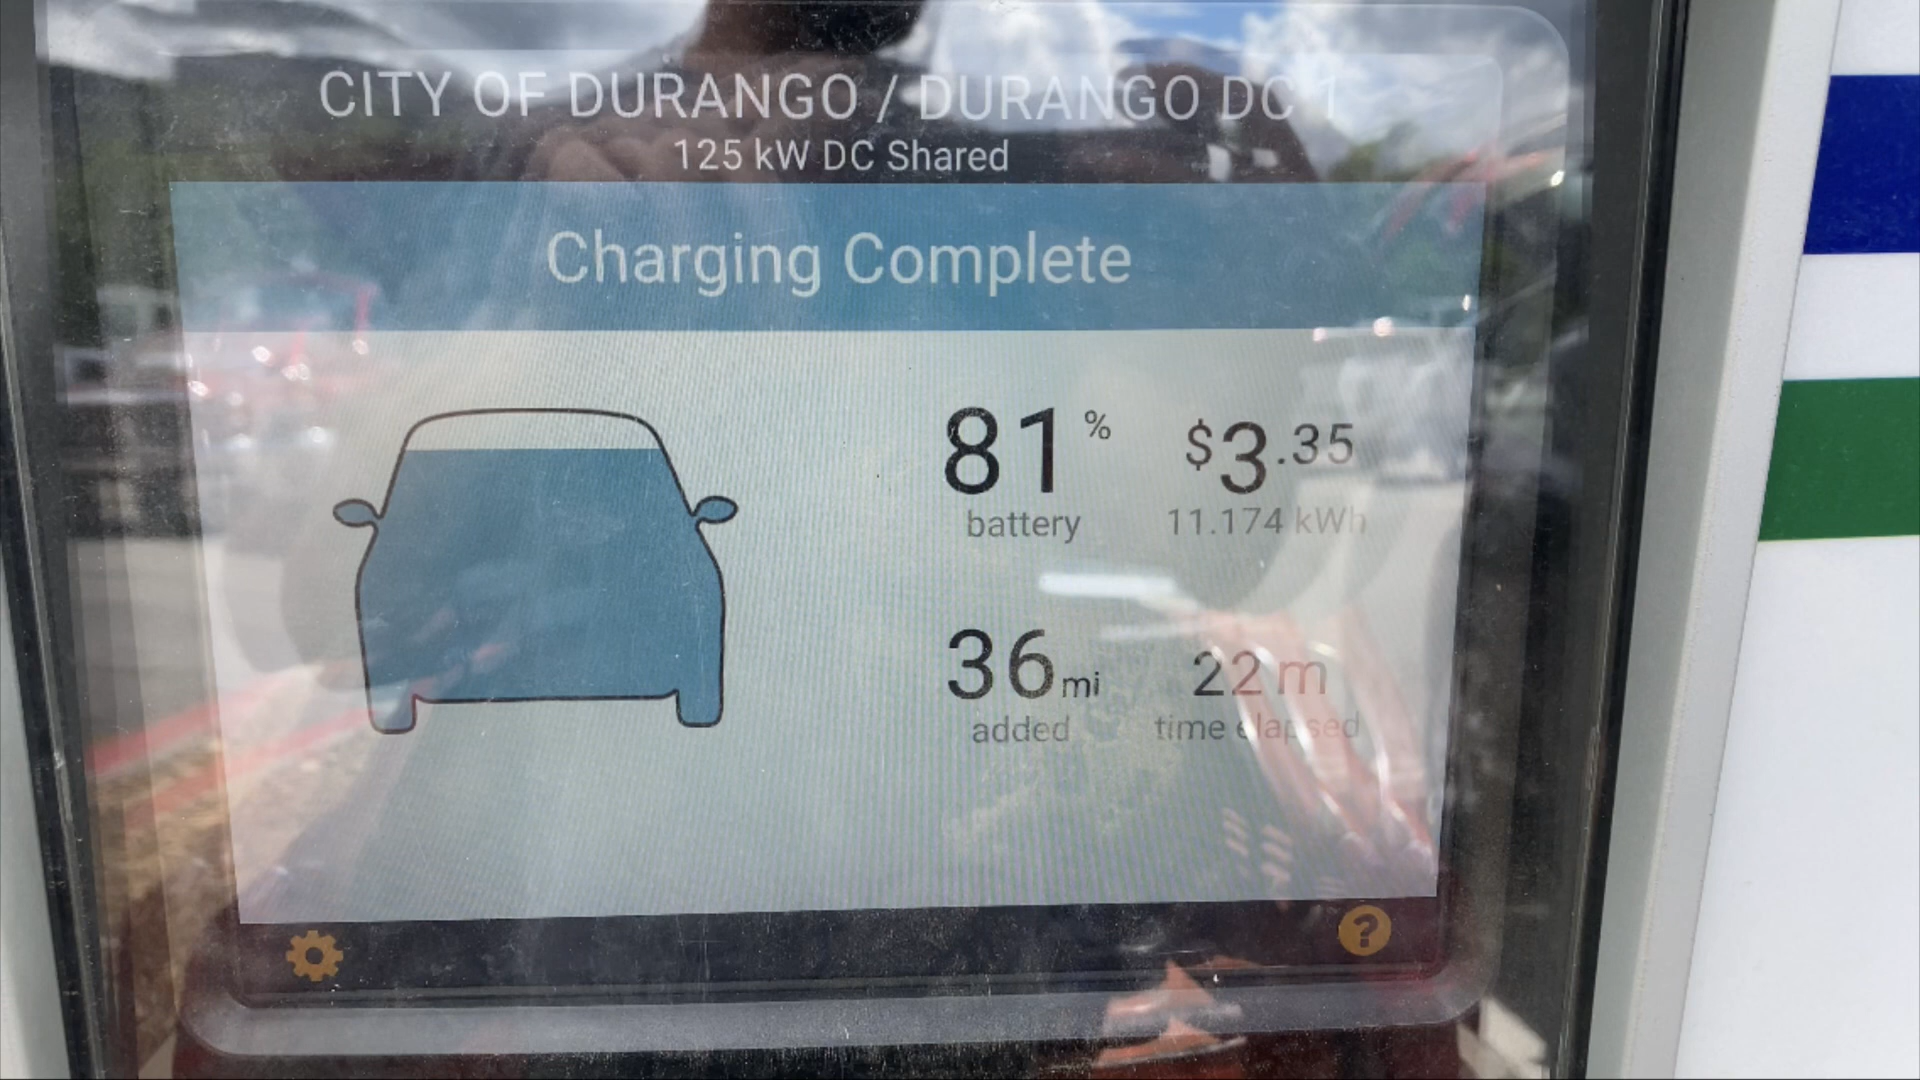 CITY OF DURANGO / DURANGO DC 1
125 kW DC Shared
Charging Complete
81 % $3.35
battery 11.174 kWh
36 mi 22 m
added time elapsed
?